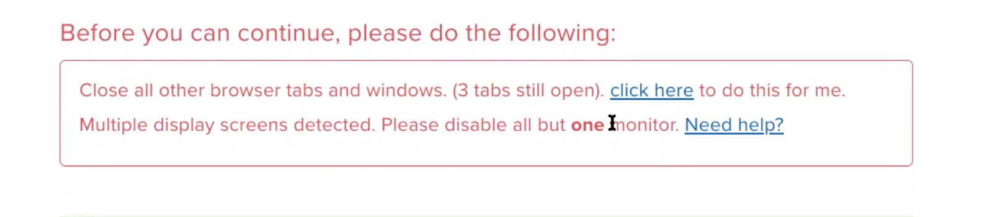 Before you can continue, please do the following:
Close all other browser tabs and windows. (3 tabs still open). click here to do this for me.
Multiple display screens detected. Please disable all but one monitor. Need help?